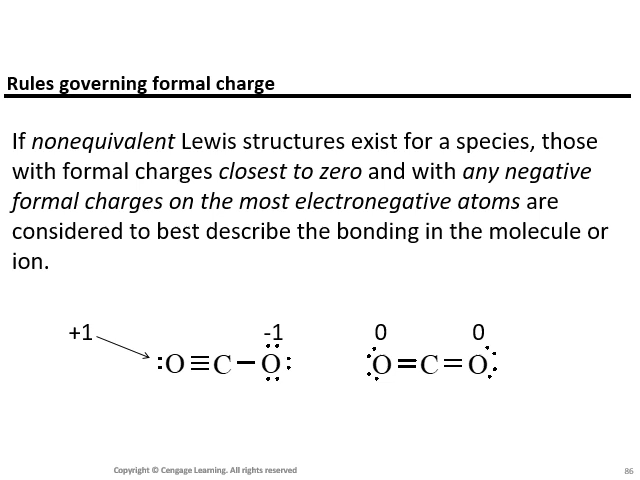 Rules governing formal charge
If nonequivalent Lewis structures exist for a species, those
with formal charges closest to zero and with any negative
formal charges on the most electronegative atoms are
considered to best describe the bonding in the molecule or
ion.
+1 -1 0 0
:O≡C−O: O=C=O
Copyright © Cengage Learning. All rights reserved 86